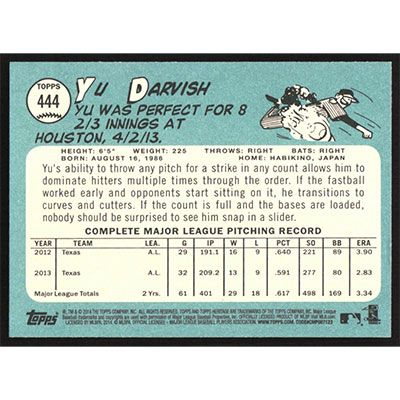 TOPPS
444
YU DARVISH
YU WAS PERFECT FOR 8
2/3 INNINGS AT
HOUSTON, 4/2/13.
HEIGHT: 6'5" WEIGHT: 225 THROWS: RIGHT BATS: RIGHT
BORN: AUGUST 16, 1986 HOME: HABIKINO, JAPAN
Yu's ability to throw any pitch for a strike in any count allows him to
dominate hitters multiple times through the order. If the fastball
worked early and opponents start sitting on it, he transitions to
curves and cutters. If the count is full and the bases are loaded,
nobody should be surprised to see him snap in a slider.
COMPLETE MAJOR LEAGUE PITCHING RECORD
YEAR TEAM LEA. G IP W L PCT SO BB ERA
2012 Texas A.L. 29 191.1 16 9 .640 221 89 3.90
2013 Texas A.L. 32 209.2 13 9 .591 277 80 2.83
Major League Totals 2 Yrs. 61 401 29 18 .617 498 169 3.34
TOPPS